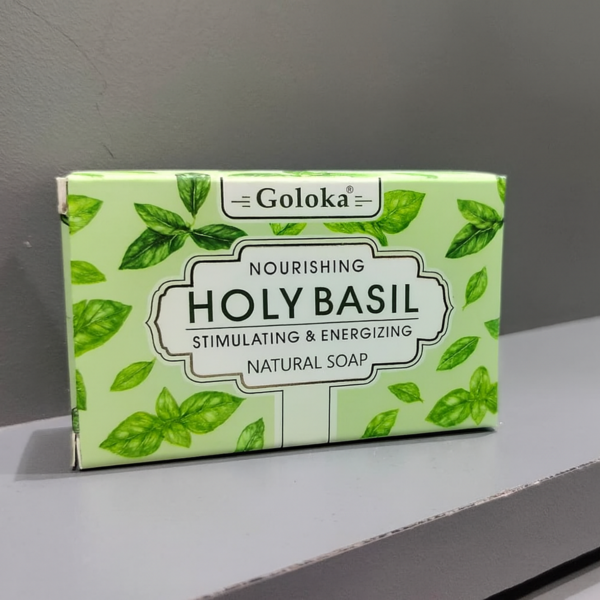 Goloka®
NOURISHING
HOLY BASIL
STIMULATING & ENERGIZING
NATURAL SOAP